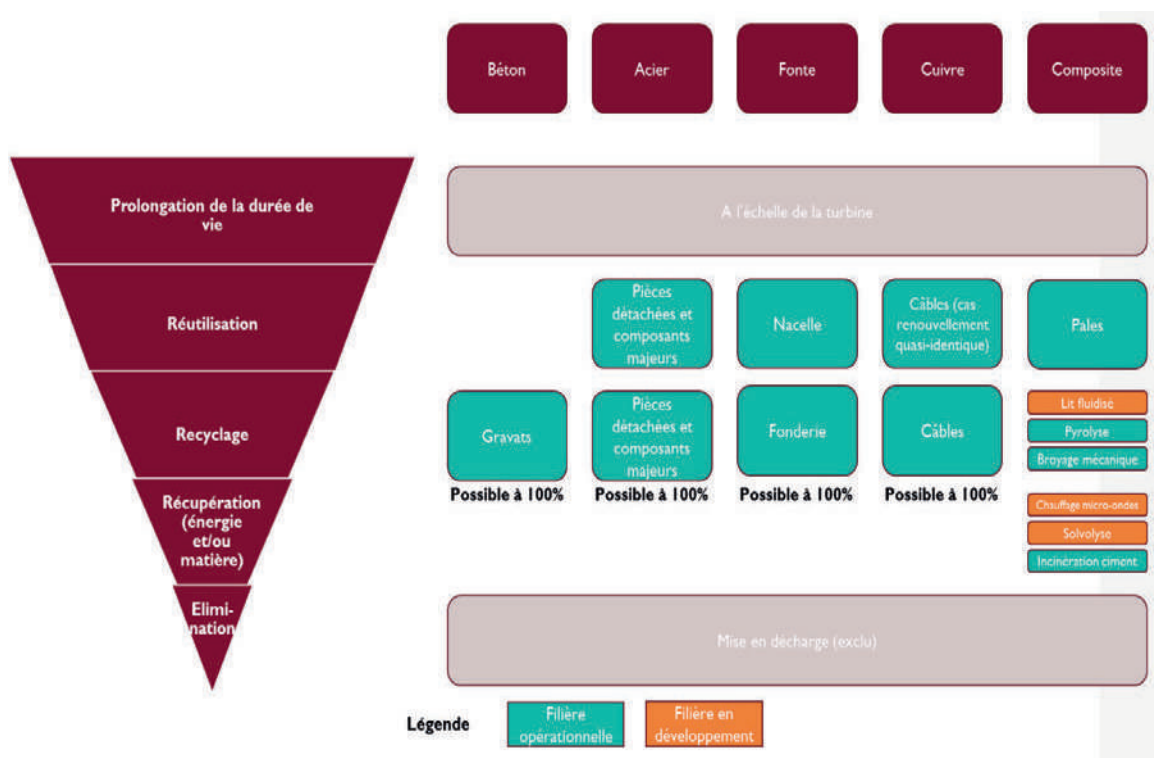 Béton
Acier
Fonte
Cuivre
Composite
Prolongation de la durée de
vie
A l'échelle de la turbine
Réutilisation
Pièces
détachées et
composants
majeurs
Nacelle
Câbles (cas
renouvellement
quasi-identique)
Pales
Recyclage
Gravats
Pièces
détachées et
composants
majeurs
Fonderie
Câbles
Lit fluidisé
Pyrolyse
Broyage mécanique
Possible à 100%
Possible à 100%
Possible à 100%
Possible à 100%
Récupération
(énergie
et/ou
matière)
Chauffage micro-ondes
Solvolyse
Incinération ciment
Elimi-
nation
Mise en décharge (exclu)
Légende
Filière
opérationnelle
Filière en
développement